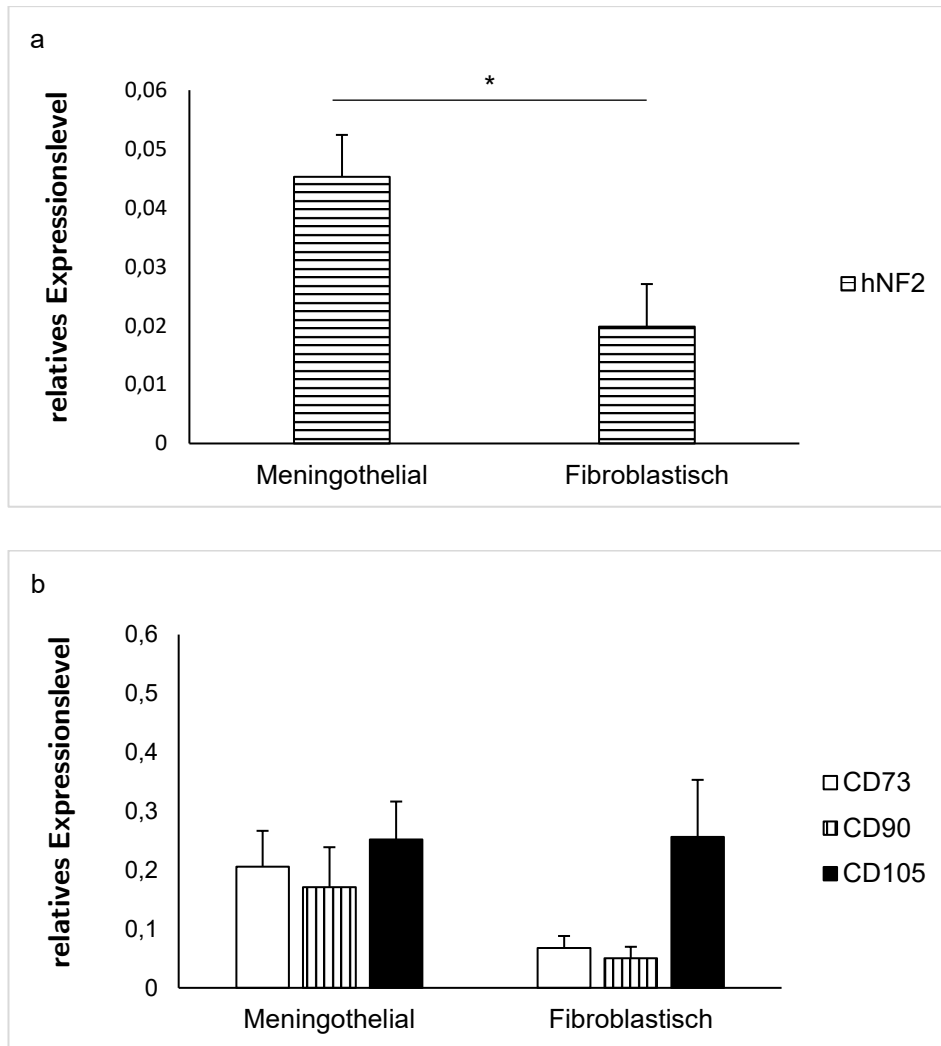 a
*
relatives Expressionslevel
0,06
0,05
0,04
0,03
0,02
0,01
0
Meningothelial Fibroblastisch
hNF2
b
relatives Expressionslevel
0,6
0,5
0,4
0,3
0,2
0,1
0
Meningothelial Fibroblastisch
CD73
CD90
CD105